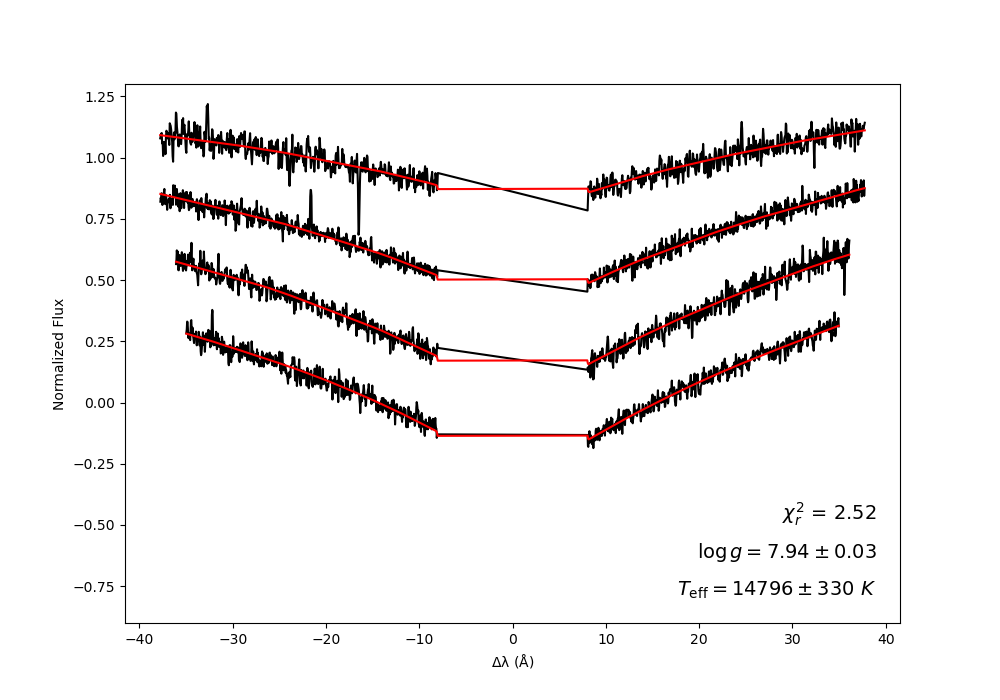 1.25
1.00
0.75
0.50
0.25
0.00
−0.25
−0.50
−0.75
Normalized Flux
χ²ᵣ = 2.52
log g = 7.94 ± 0.03
T_eff = 14796 ± 330 K
−40 −30 −20 −10 0 10 20 30 40
Δλ (Å)